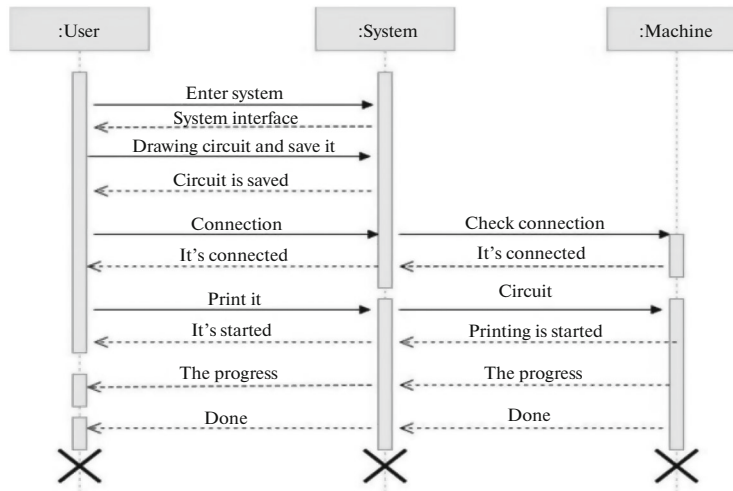 :User
:System
:Machine
Enter system
System interface
Drawing circuit and save it
Circuit is saved
Connection
Check connection
It’s connected
It’s connected
Print it
Circuit
It’s started
Printing is started
The progress
The progress
Done
Done